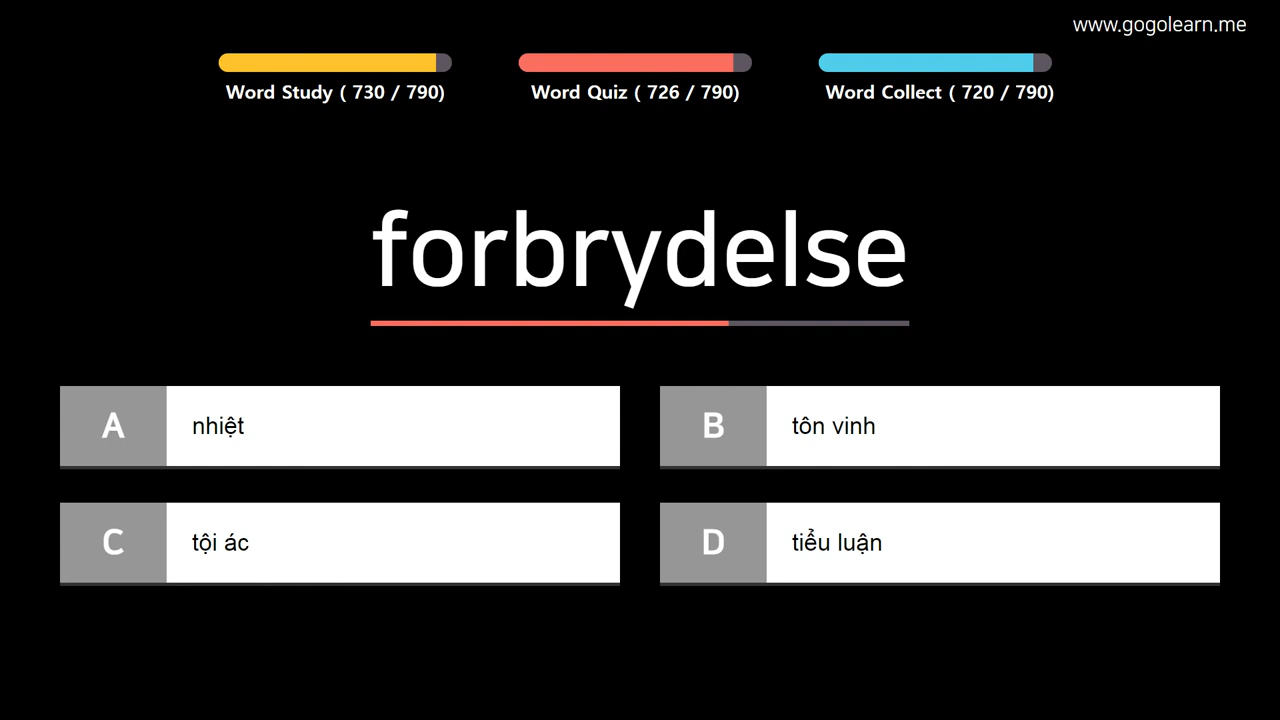 www.gogolearn.me
Word Study ( 730 / 790)
Word Quiz ( 726 / 790)
Word Collect ( 720 / 790)
forbrydelse
A nhiệt
B tôn vinh
C tội ác
D tiểu luận